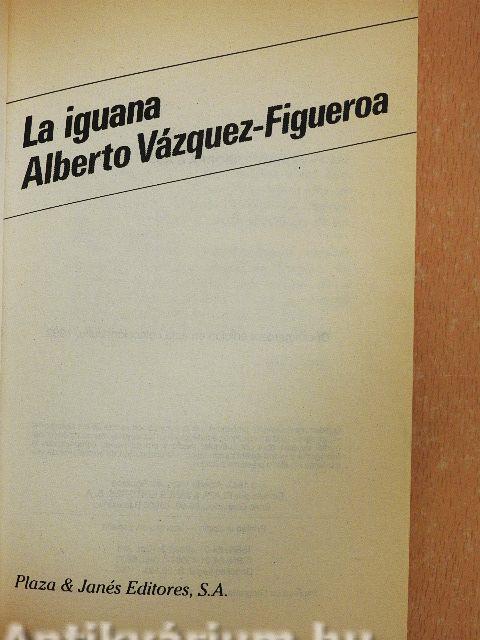 La iguana
Alberto Vázquez-Figueroa
Plaza & Janés Editores, S.A.
Antikvárium.hu